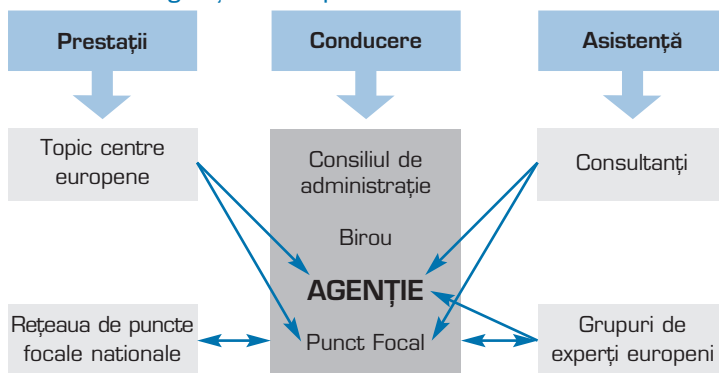 Prestații
Conducere
Asistență
Topic centre
europene
Consiliul de
administrație
Birou
AGENȚIE
Punct Focal
Consultanți
Rețeaua de puncte
focale nationale
Grupuri de
experți europeni